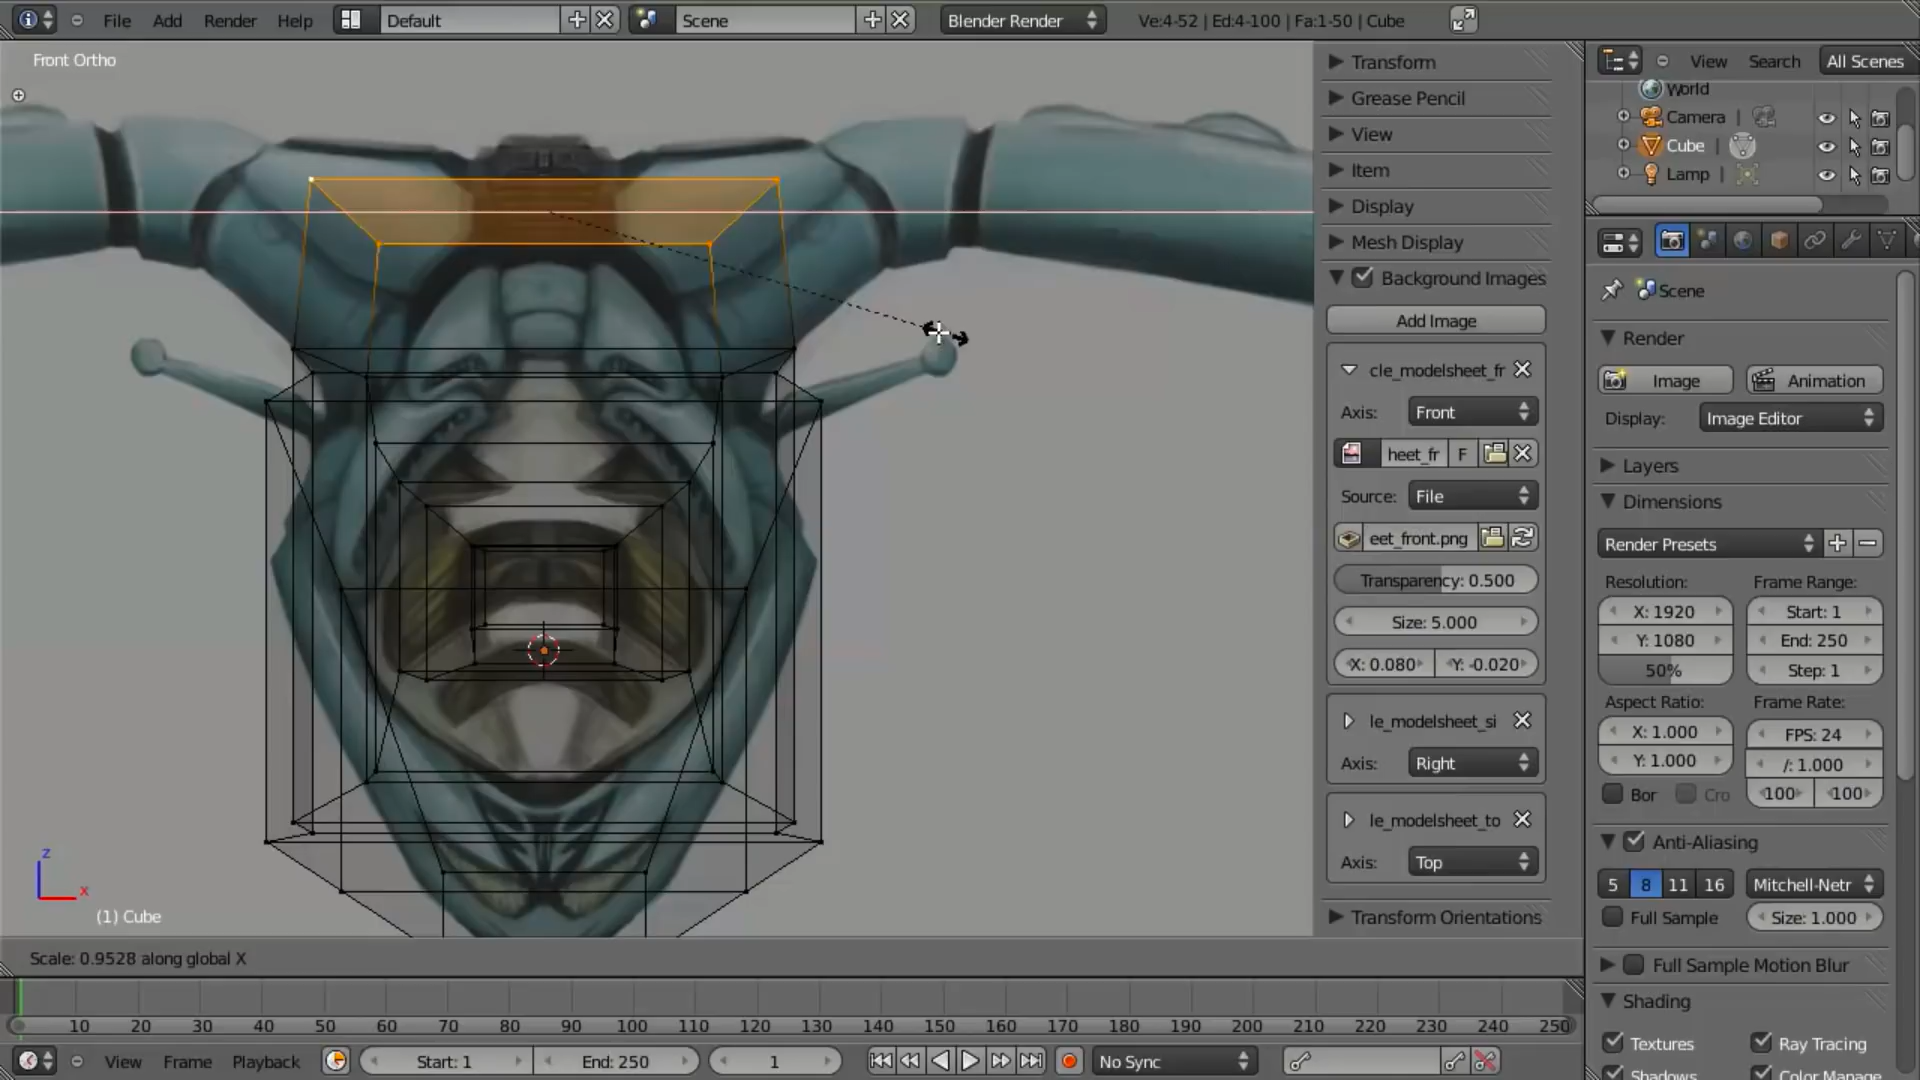 File Add Render Help Default Scene Blender Render Ve:4-52 | Ed:4-100 | Fa:1-50 | Cube
Front Ortho
(1) Cube
z
x
Scale: 0.9528 along global X
Transform
Grease Pencil
View
Item
Display
Mesh Display
Background Images
Add Image
cle_modelsheet_fr
Axis: Front
heet_fr F
Source: File
eet_front.png
Transparency: 0.500
Size: 5.000
X: 0.080 Y: -0.020
le_modelsheet_si
Axis: Right
le_modelsheet_to
Axis: Top
Transform Orientations
View Search All Scenes
World
Camera
Cube
Lamp
Scene
Render
Image Animation
Display: Image Editor
Layers
Dimensions
Render Presets
Resolution: Frame Range:
X: 1920 Start: 1
Y: 1080 End: 250
50% Step: 1
Aspect Ratio: Frame Rate:
X: 1.000 FPS: 24
Y: 1.000 /: 1.000
Bor Cro 100 100
Anti-Aliasing
5 8 11 16 Mitchell-Netr
Full Sample Size: 1.000
Full Sample Motion Blur
Shading
Textures Ray Tracing
Shadows Color Manage
10 20 30 40 50 60 70 80 90 100 110 120 130 140 150 160 170 180 190 200 210 220 230 240 250
View Frame Playback Start: 1 End: 250 1 No Sync